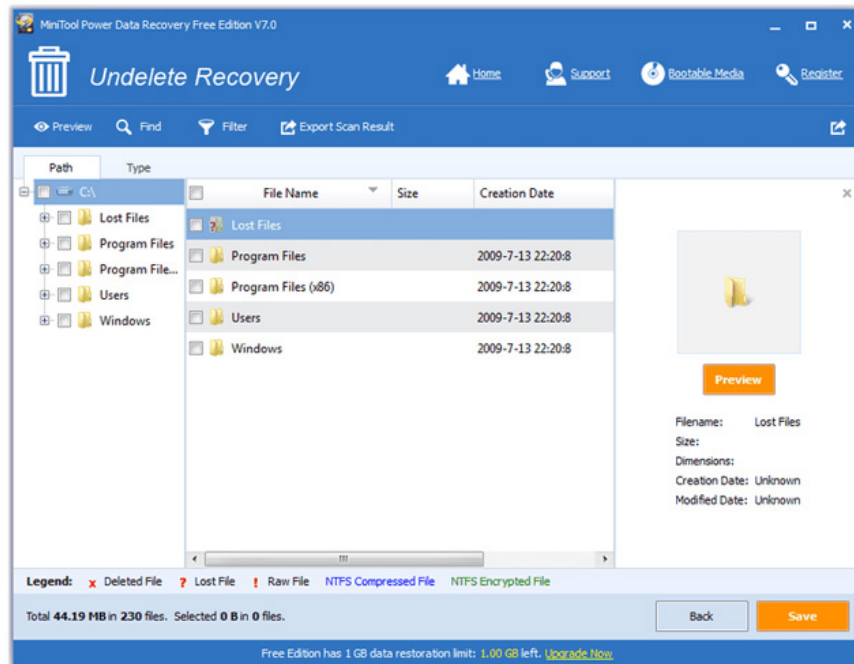 MiniTool Power Data Recovery Free Edition V7.0
Undelete Recovery
Home
Support
Bootable Media
Register
Preview
Find
Filter
Export Scan Result
Path
Type
C:\
Lost Files
Program Files
Program File...
Users
Windows
File Name Size Creation Date
Lost Files
Program Files 2009-7-13 22:20:8
Program Files (x86) 2009-7-13 22:20:8
Users 2009-7-13 22:20:8
Windows 2009-7-13 22:20:8
Preview
Filename: Lost Files
Size:
Dimensions:
Creation Date: Unknown
Modified Date: Unknown
Legend: x Deleted File ? Lost File ! Raw File NTFS Compressed File NTFS Encrypted File
Total 44.19 MB in 230 files. Selected 0 B in 0 files.
Back
Save
Free Edition has 1 GB data restoration limit: 1.00 GB left. Upgrade Now